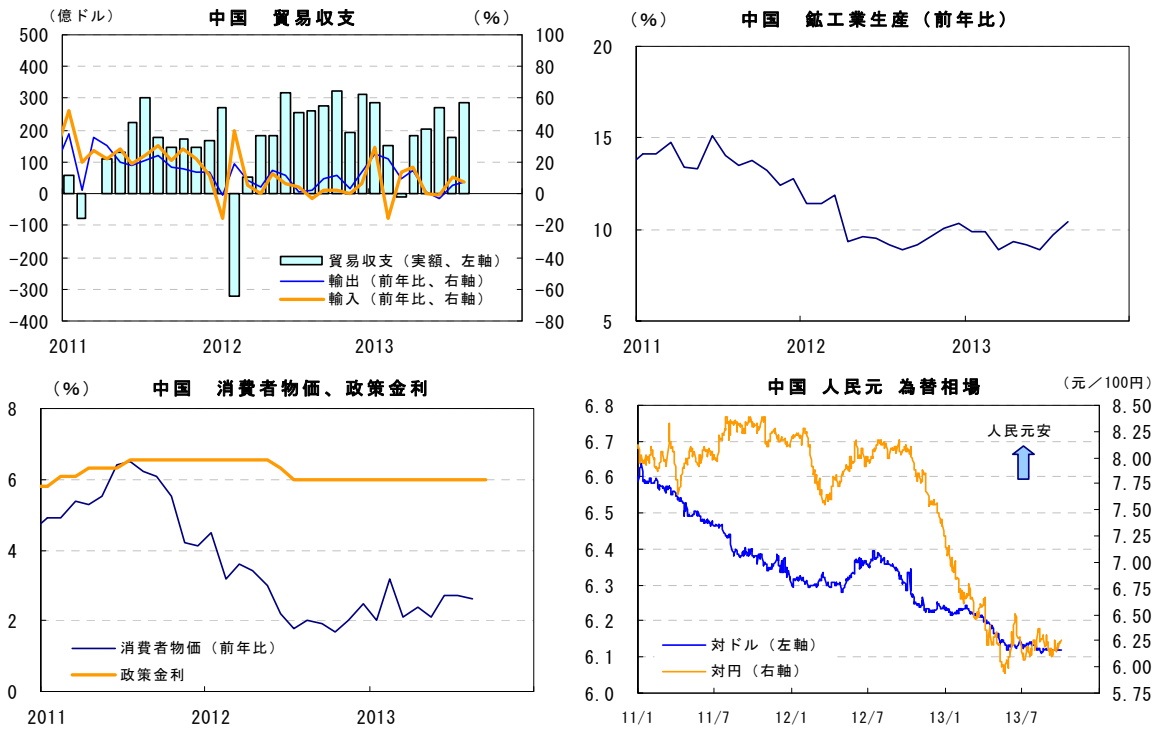 （億ドル） 中国　貿易収支 （%）
500 100
400 80
300 60
200 40
100 20
0 0
-100 -20
-200 -40
-300 -60
-400 -80
貿易収支（実額、左軸）
輸出（前年比、右軸）
輸入（前年比、右軸）
2011 2012 2013
（%） 中国　鉱工業生産（前年比）
20
15
10
5
2011 2012 2013
（%） 中国　消費者物価、政策金利
8
6
4
2
0
消費者物価（前年比）
政策金利
2011 2012 2013
中国 人民元 為替相場 （元／100円）
6.8 8.50
6.7 8.25
6.6 8.00
6.5 7.75
6.4 7.50
6.3 7.25
6.2 7.00
6.1 6.75
6.0 6.50
6.25
6.00
5.75
人民元安
対ドル（左軸）
対円（右軸）
11/1 11/7 12/1 12/7 13/1 13/7